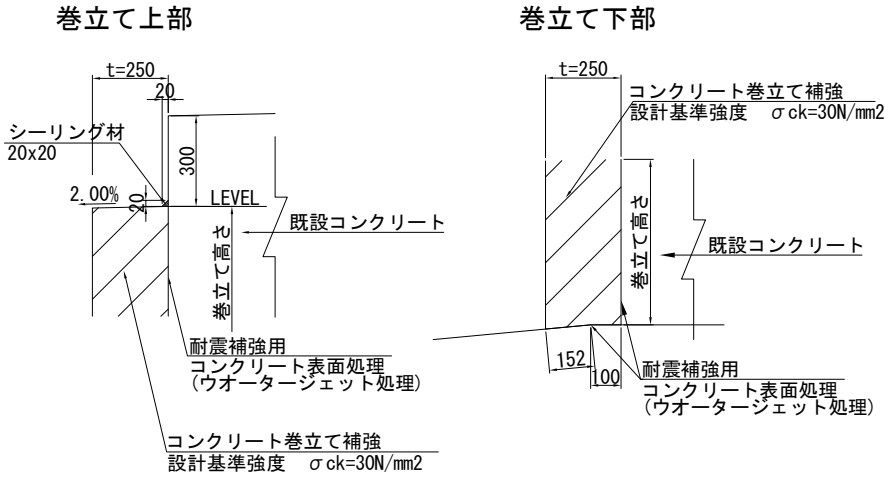 巻立て上部
t=250
20
シーリング材
20x20
300
2.00%
20
LEVEL
巻立て高さ
既設コンクリート
耐震補強用
コンクリート表面処理
(ウオータージェット処理)
コンクリート巻立て補強
設計基準強度 σck=30N/mm2
巻立て下部
t=250
コンクリート巻立て補強
設計基準強度 σck=30N/mm2
巻立て高さ
既設コンクリート
152
100
耐震補強用
コンクリート表面処理
(ウオータージェット処理)